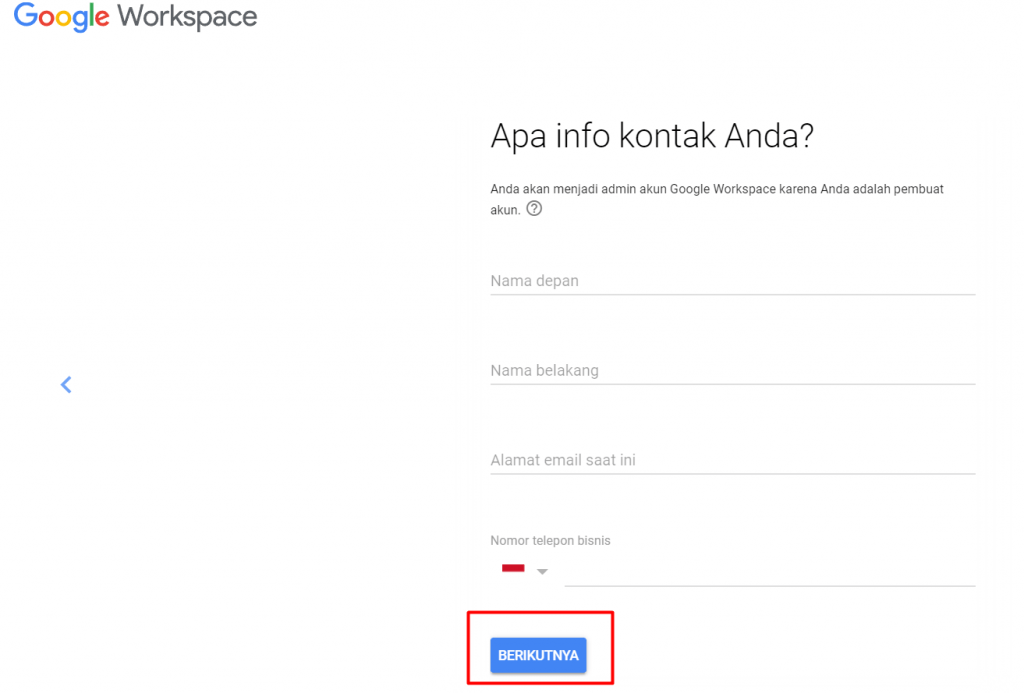 Google Workspace
Apa info kontak Anda?
Anda akan menjadi admin akun Google Workspace karena Anda adalah pembuat
akun.
Nama depan
Nama belakang
Alamat email saat ini
Nomor telepon bisnis
BERIKUTNYA